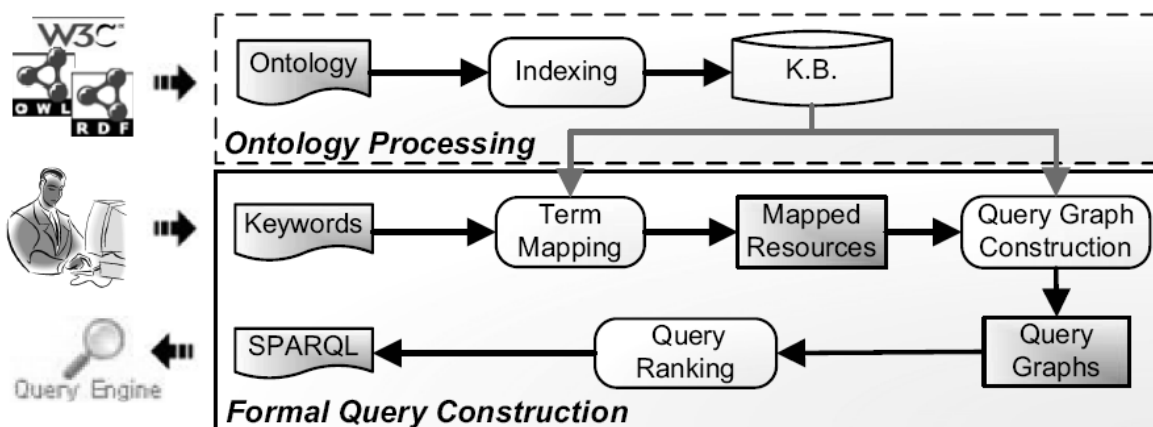 W3C
OWL
RDF
Ontology
Indexing
K.B.
Ontology Processing
Keywords
Term
Mapping
Mapped
Resources
Query Graph
Construction
Query Engine
SPARQL
Query
Ranking
Query
Graphs
Formal Query Construction